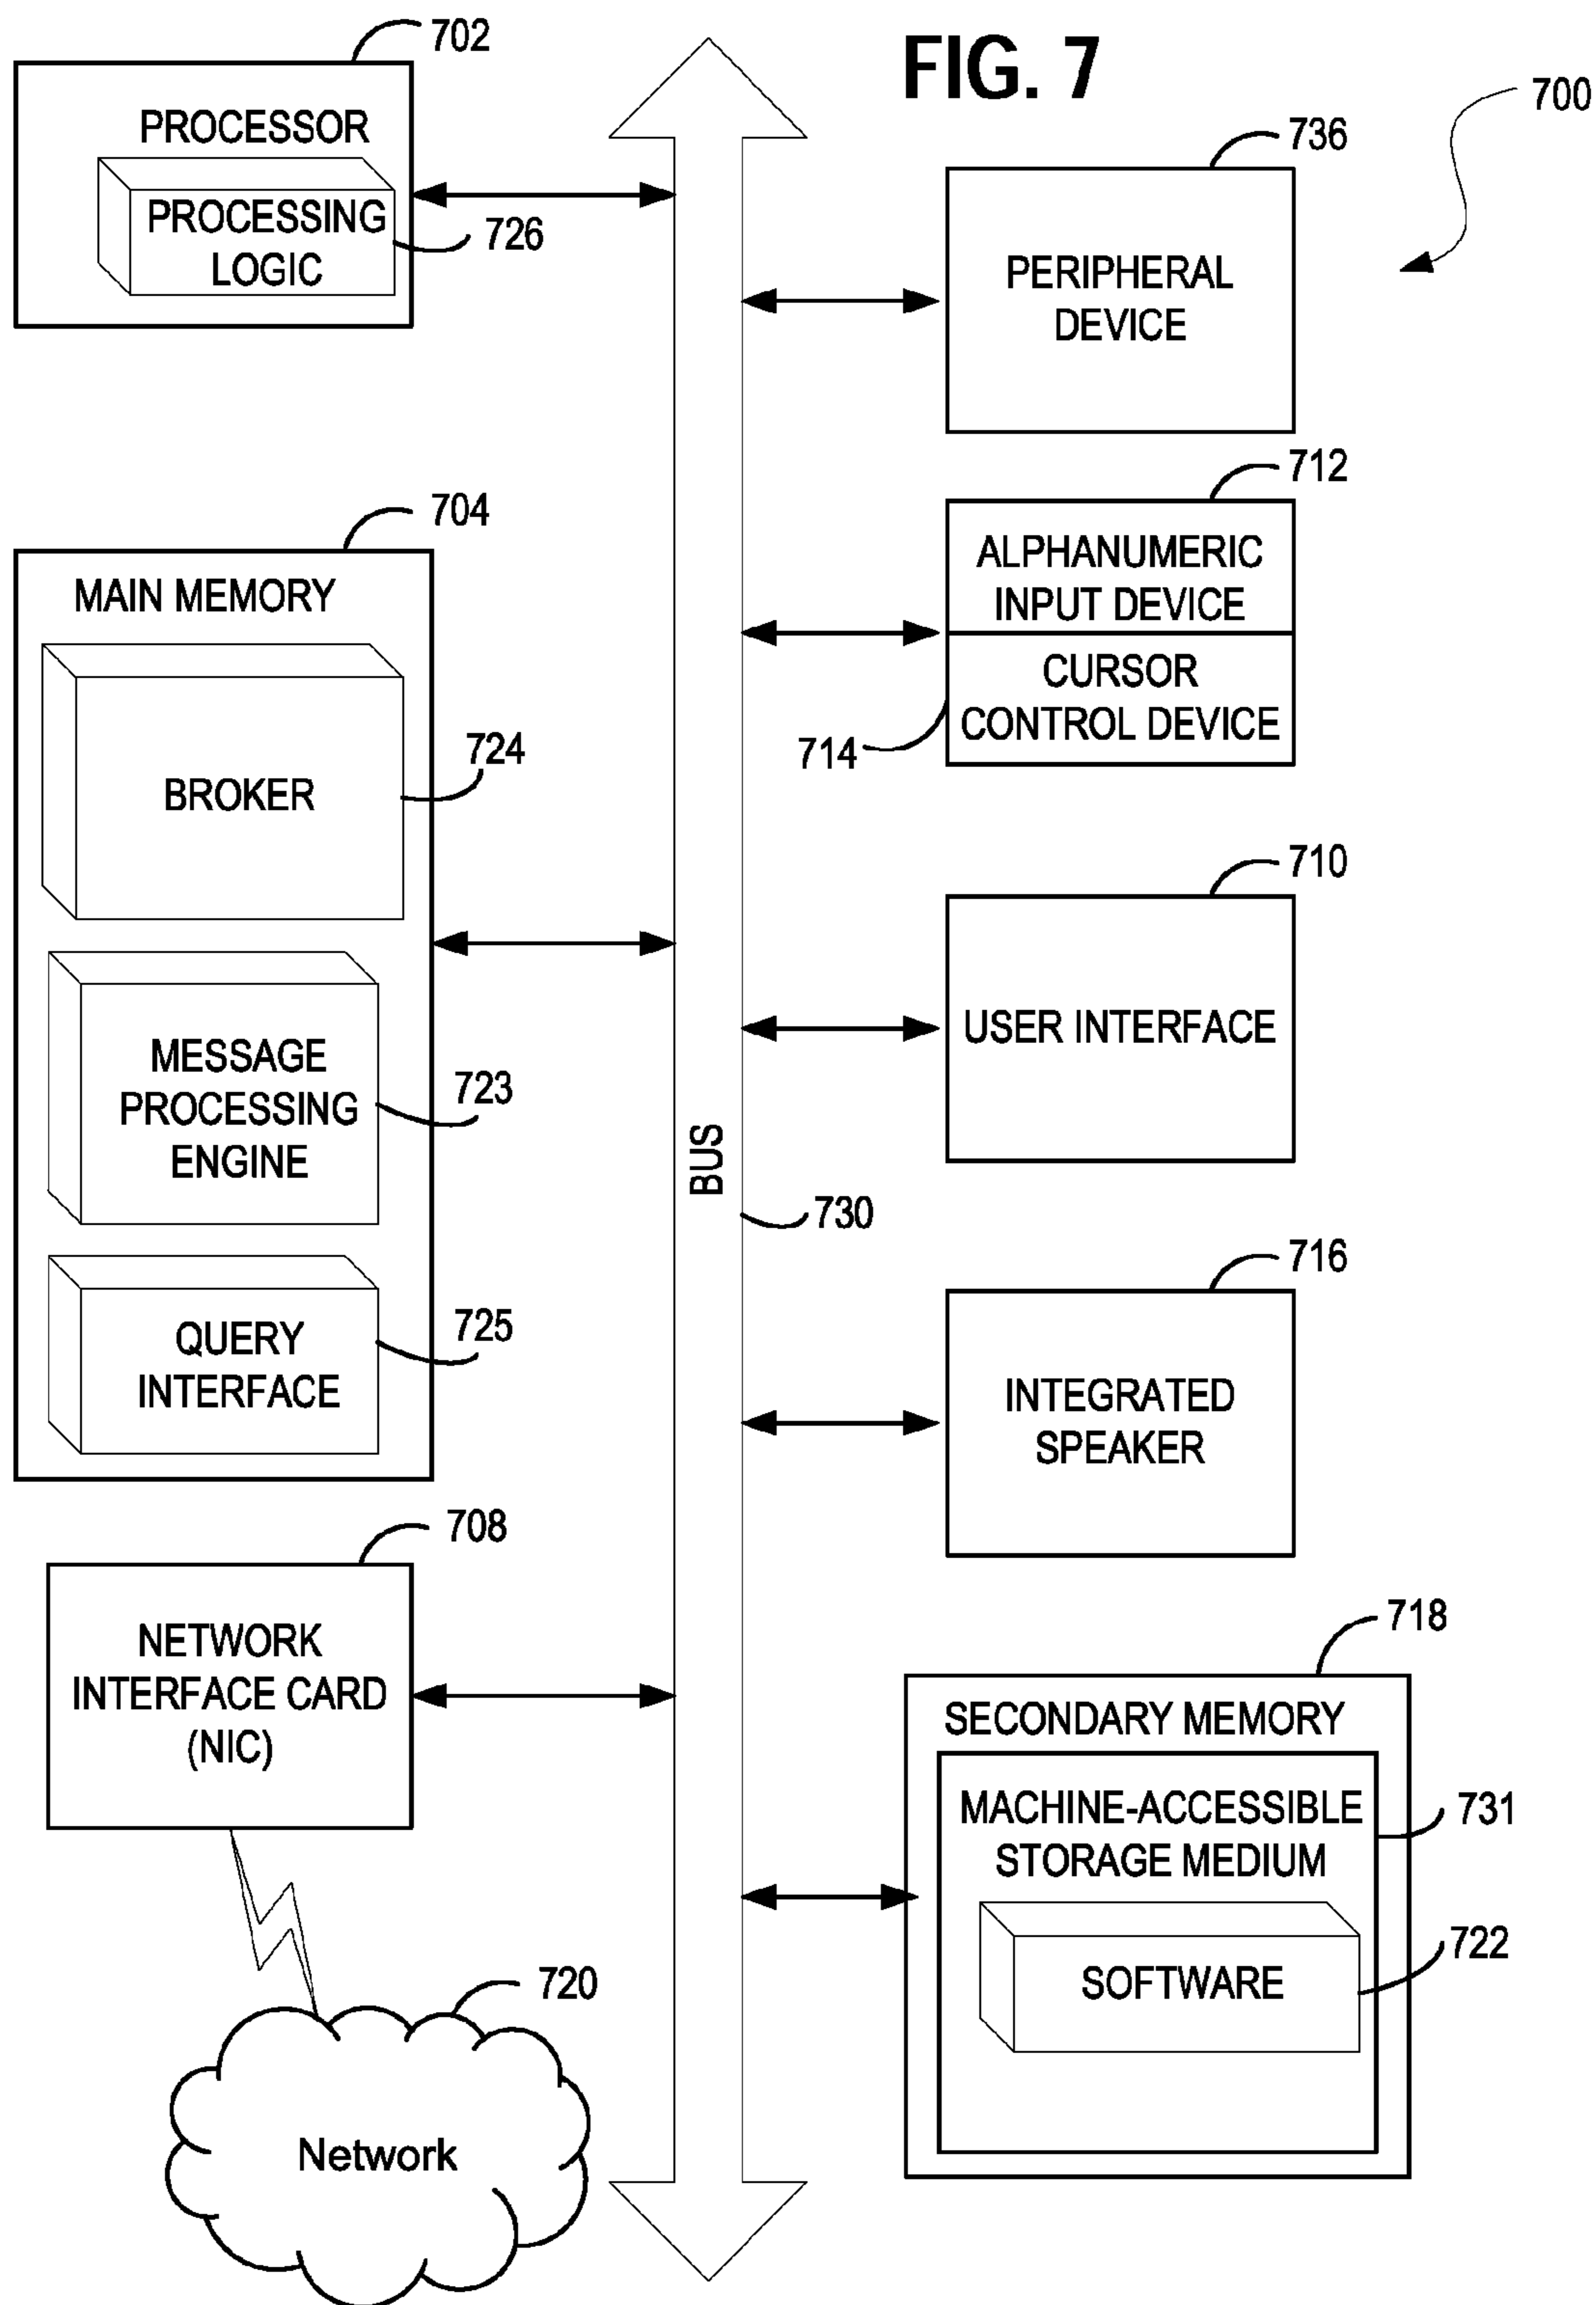 FIG. 7
700
702
PROCESSOR
PROCESSING
LOGIC
726
704
MAIN MEMORY
BROKER
724
MESSAGE
PROCESSING
ENGINE
723
QUERY
INTERFACE
725
708
NETWORK
INTERFACE CARD
(NIC)
720
Network
BUS
730
736
PERIPHERAL
DEVICE
712
ALPHANUMERIC
INPUT DEVICE
CURSOR
CONTROL DEVICE
714
710
USER INTERFACE
716
INTEGRATED
SPEAKER
718
SECONDARY MEMORY
MACHINE-ACCESSIBLE
STORAGE MEDIUM
731
SOFTWARE
722